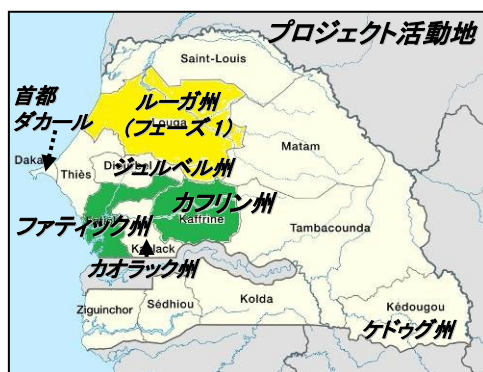 プロジェクト活動地
Saint-Louis
首都
ダカール
ルーガ州
(フェーズ1)
Louga
Matam
ジュルベル州
Thiès
カフリン州
Kaffrine
ファティック州
Tambacounda
カオラック州
Ziguinchor
Sédhiou
Kolda
Kédougou
ケドゥグ州